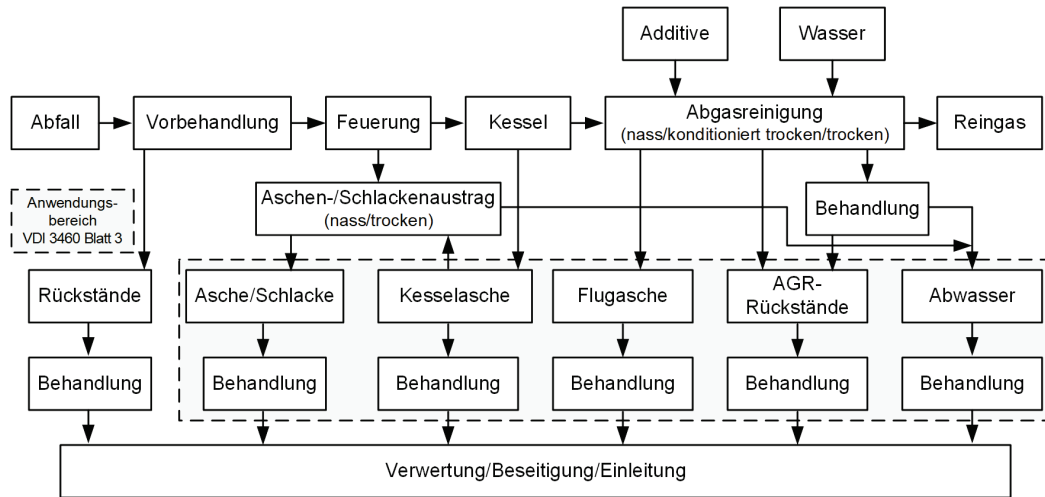 Additive
Wasser
Abfall
Vorbehandlung
Feuerung
Kessel
Abgasreinigung
(nass/konditioniert trocken/trocken)
Reingas
Anwendungs-
bereich
VDI 3460 Blatt 3
Aschen-/Schlackenaustrag
(nass/trocken)
Behandlung
Rückstände
Asche/Schlacke
Kesselasche
Flugasche
AGR-
Rückstände
Abwasser
Behandlung
Behandlung
Behandlung
Behandlung
Behandlung
Behandlung
Verwertung/Beseitigung/Einleitung